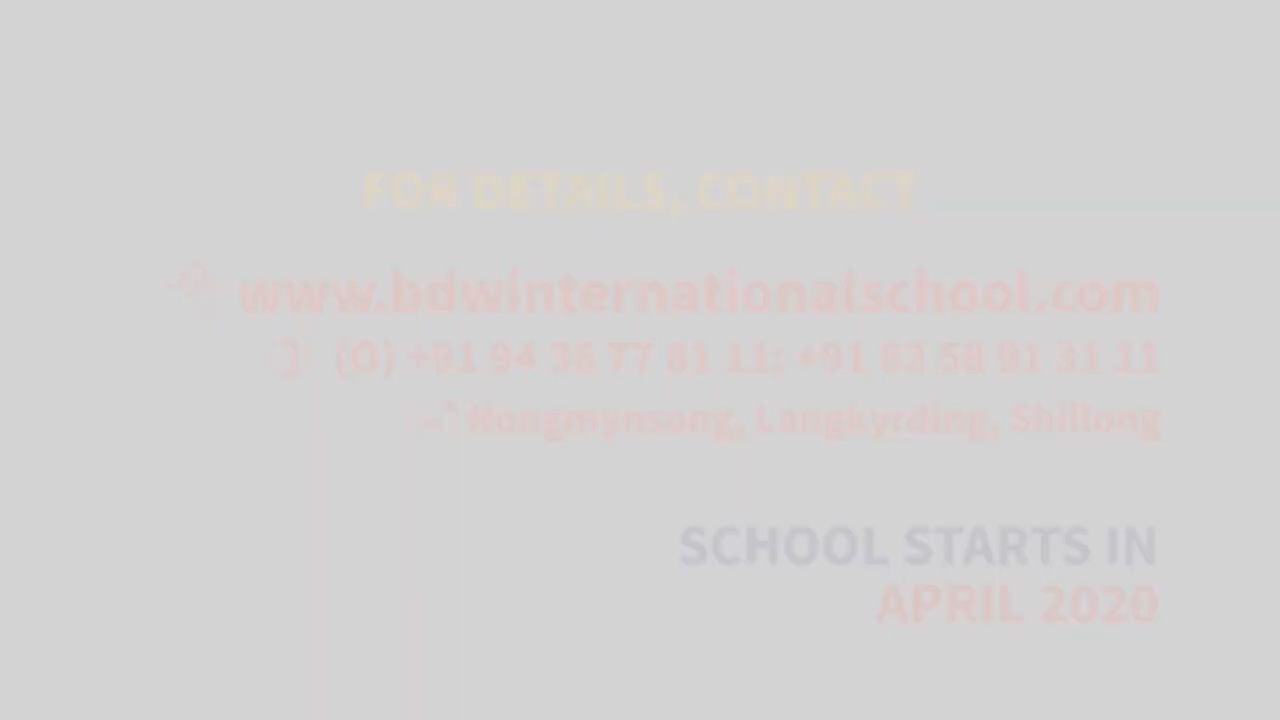 FOR DETAILS, CONTACT
www.bdwinternationalschool.com
(O) +91 94 36 77 81 11; +91 82 58 91 31 11
Nongmynsong, Langkyrding, Shillong
SCHOOL STARTS IN
APRIL 2020